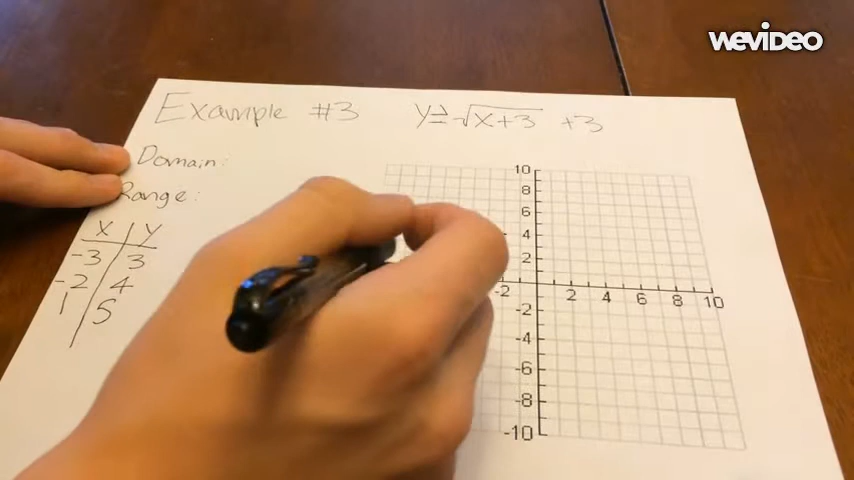 wevideo
Example #3 y≥√x+3 +3
Domain:
Range:
x y
-3 3
-2 4
1 5
10
8
6
4
2
-2 2 4 6 8 10
-2
-4
-6
-8
-10